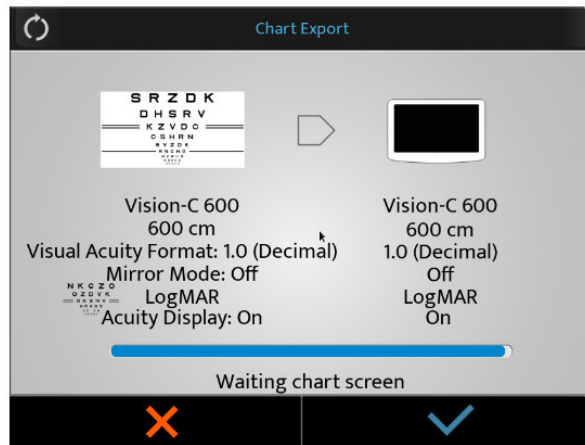 Chart Export
S R Z D K
D H S R V
K Z V D C
C S H R N
S V Z D K
R N C H O
Vision-C 600
600 cm
Visual Acuity Format: 1.0 (Decimal)
Mirror Mode: Off
LogMAR
Acuity Display: On
N K C Z O
O Z D V K
Vision-C 600
600 cm
1.0 (Decimal)
Off
LogMAR
On
Waiting chart screen